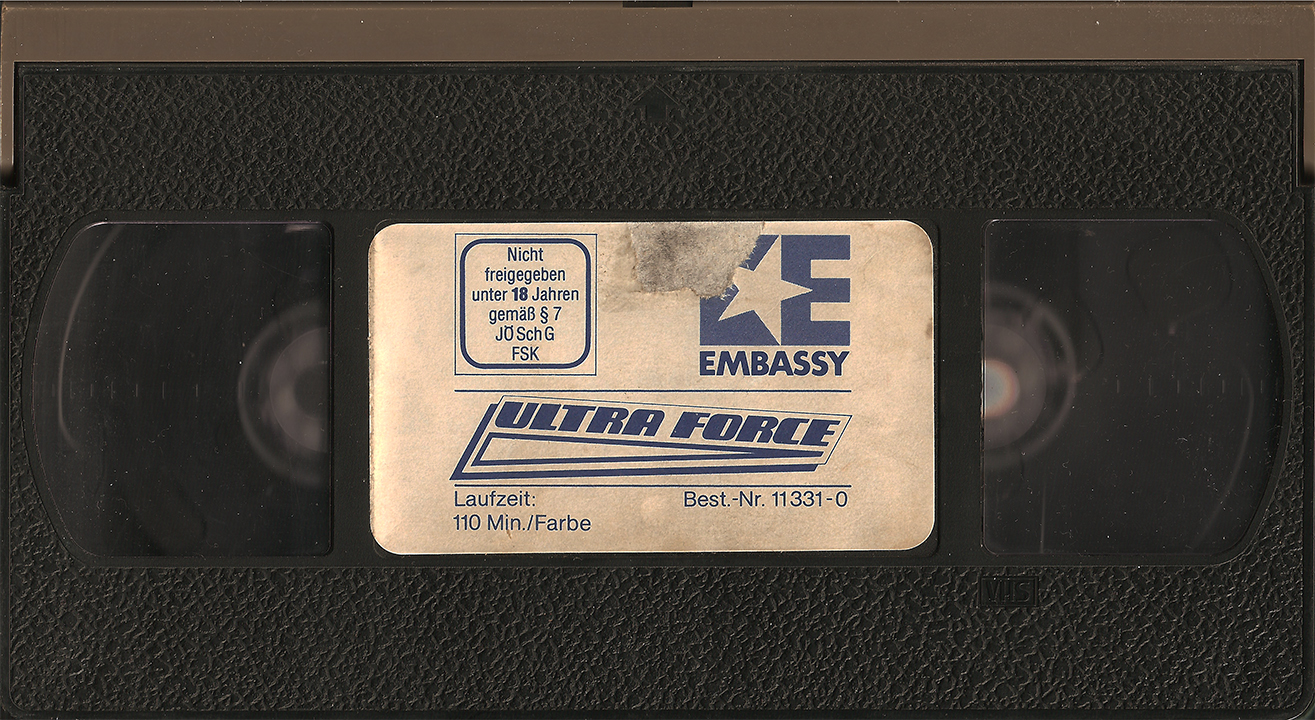 Nicht
freigegeben
unter 18 Jahren
gemäß § 7
JÖSchG
FSK
E
EMBASSY
ULTRA FORCE
Laufzeit:
110 Min./Farbe
Best.-Nr. 11331-0
VHS